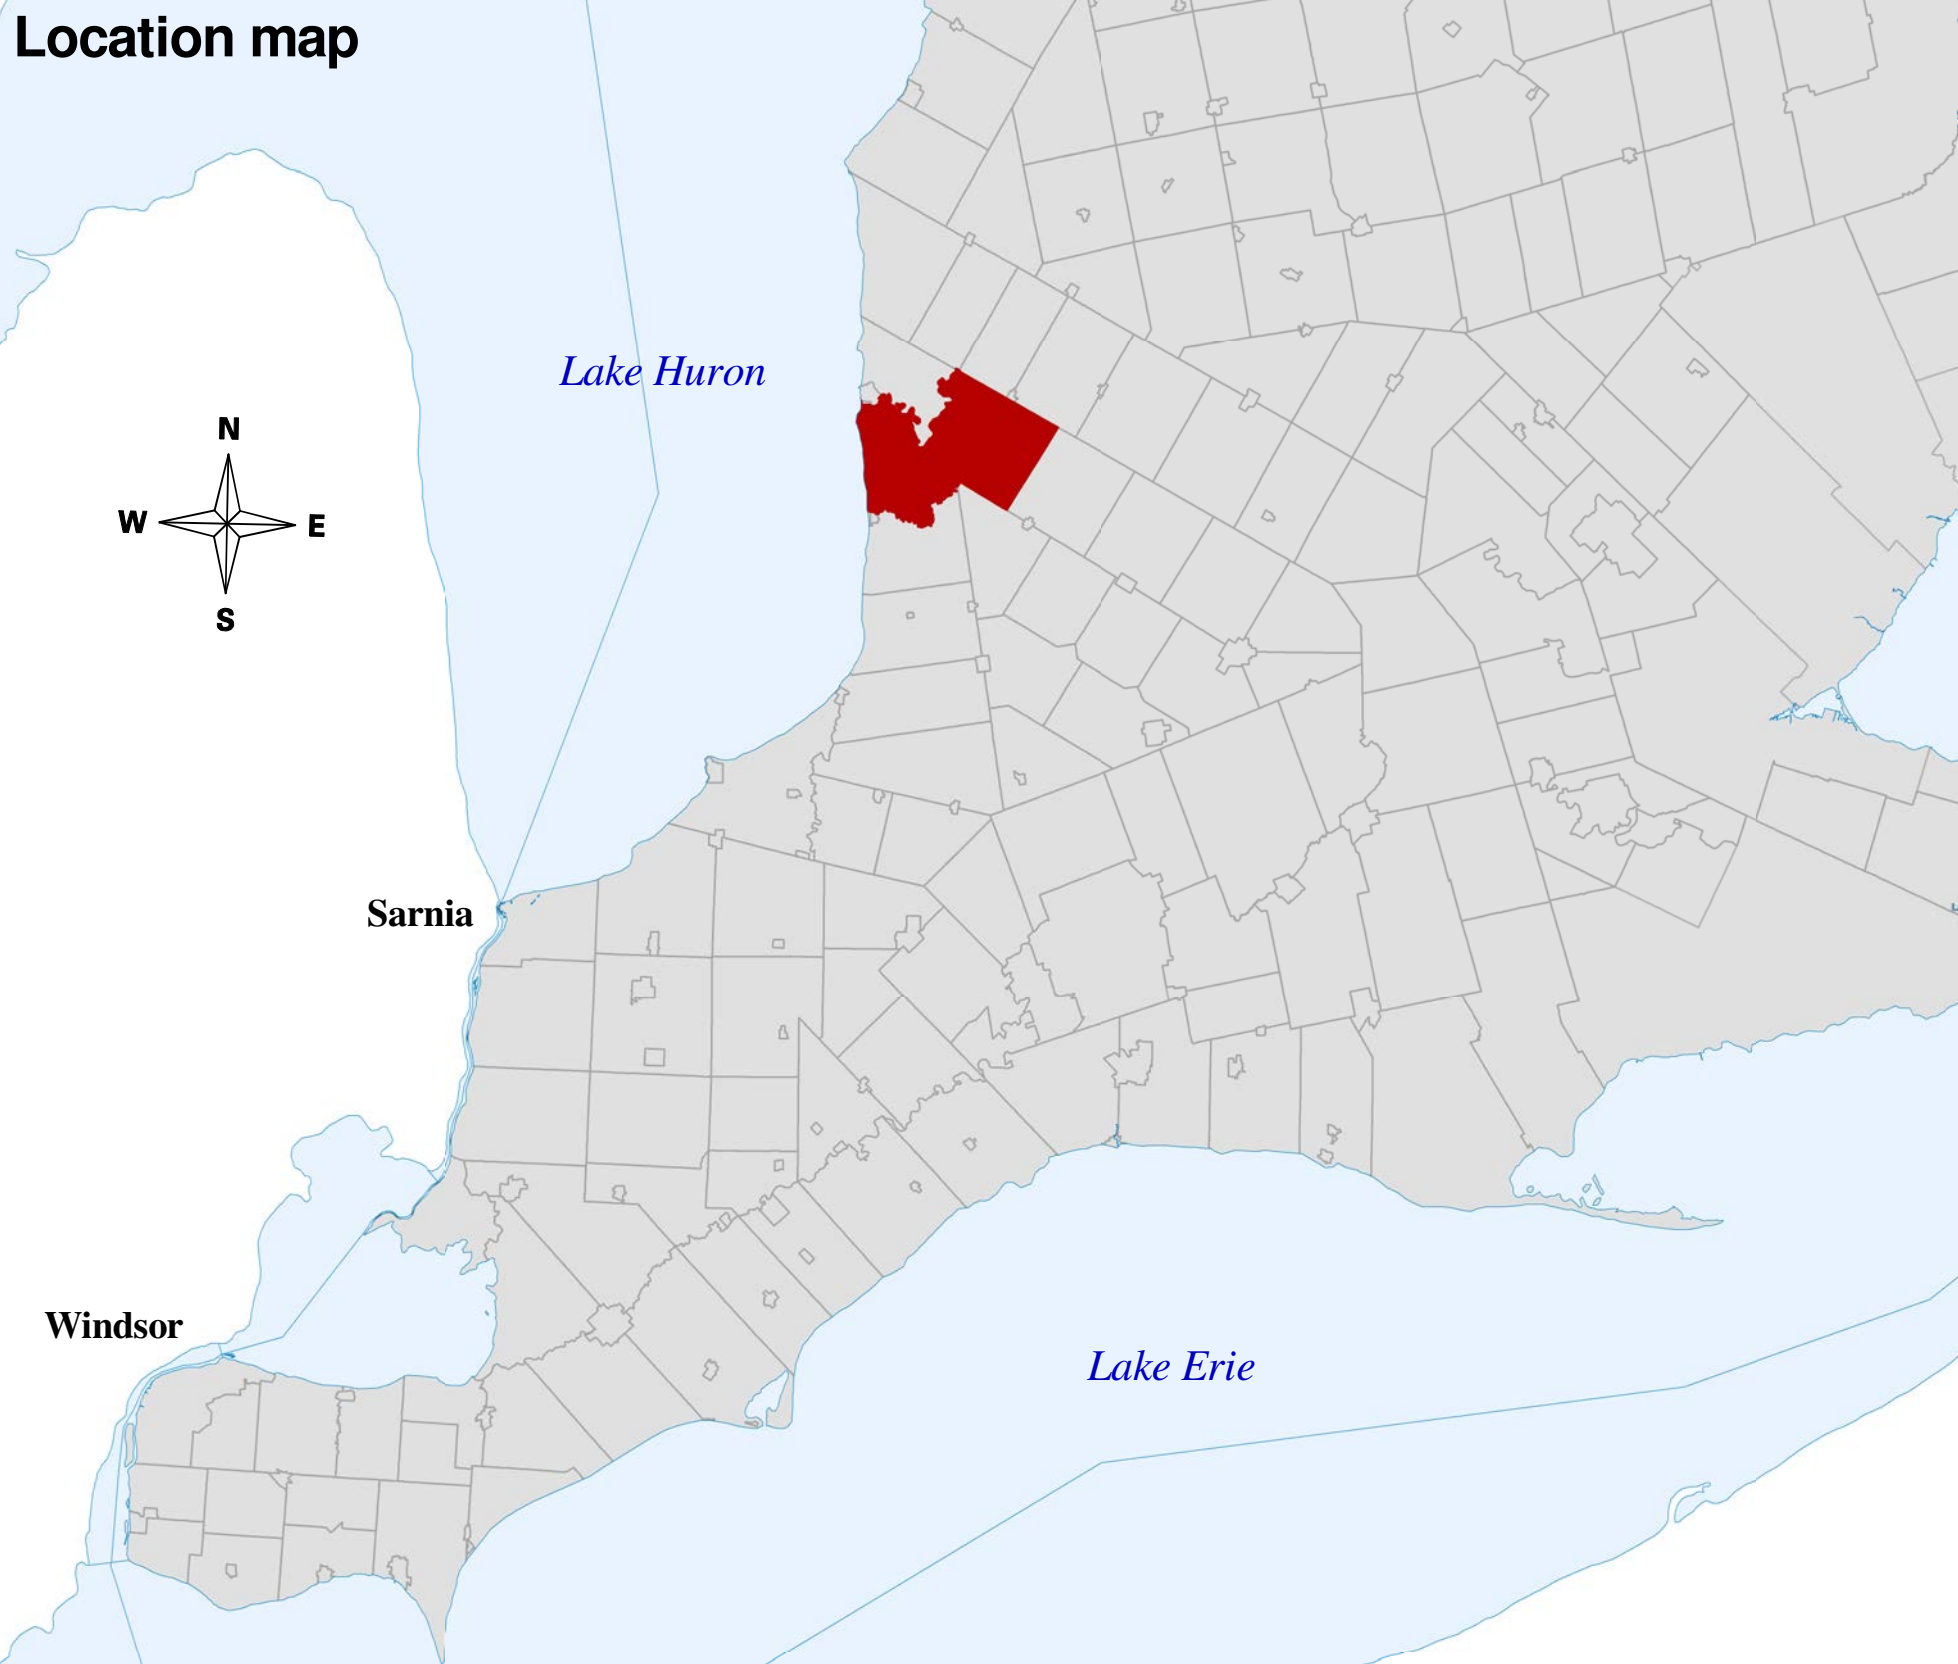 Location map
Lake Huron
N
W
E
S
Sarnia
Windsor
Lake Erie